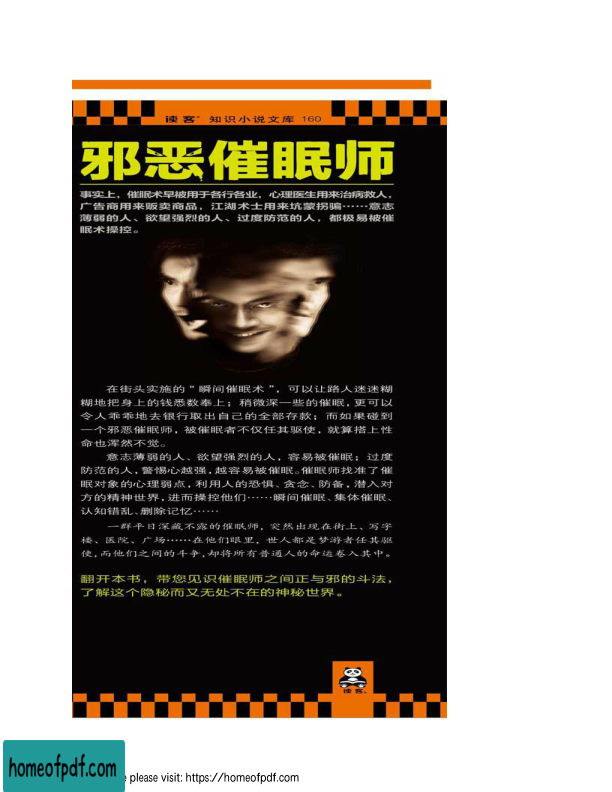 读客® 知识小说文库 160
邪恶催眠师
事实上，催眠术早被用于各行各业，心理医生用来治病救人，
广告商用来贩卖商品，江湖术士用来坑蒙拐骗……意志
薄弱的人、欲望强烈的人、过度防范的人，都极易被催
眠术操控。
在街头实施的“瞬间催眠术”，可以让路人迷迷糊
糊地把身上的钱悉数奉上；稍微深一些的催眠，更可以
令人乖乖地去银行取出自己的全部存款；而如果碰到
一个邪恶催眠师，被催眠者不仅任其驱使，就算搭上性
命也浑然不觉。
意志薄弱的人、欲望强烈的人，容易被催眠；过度
防范的人，警惕心越强，越容易被催眠。催眠师找准了催
眠对象的心理弱点，利用人的恐惧、贪念、防备，潜入对
方的精神世界，进而操控他们……瞬间催眠、集体催眠、
认知错乱、删除记忆……
一群平日深藏不露的催眠师，突然出现在街上、写字
楼、医院、广场……在他们眼里，世人都是梦游者任其驱
使，而他们之间的斗争，却将所有普通人的命运卷入其中。
翻开本书，带您见识催眠师之间正与邪的斗法，
了解这个隐秘而又无处不在的神秘世界。
读客®
homeofpdf.com
please visit: https://homeofpdf.com